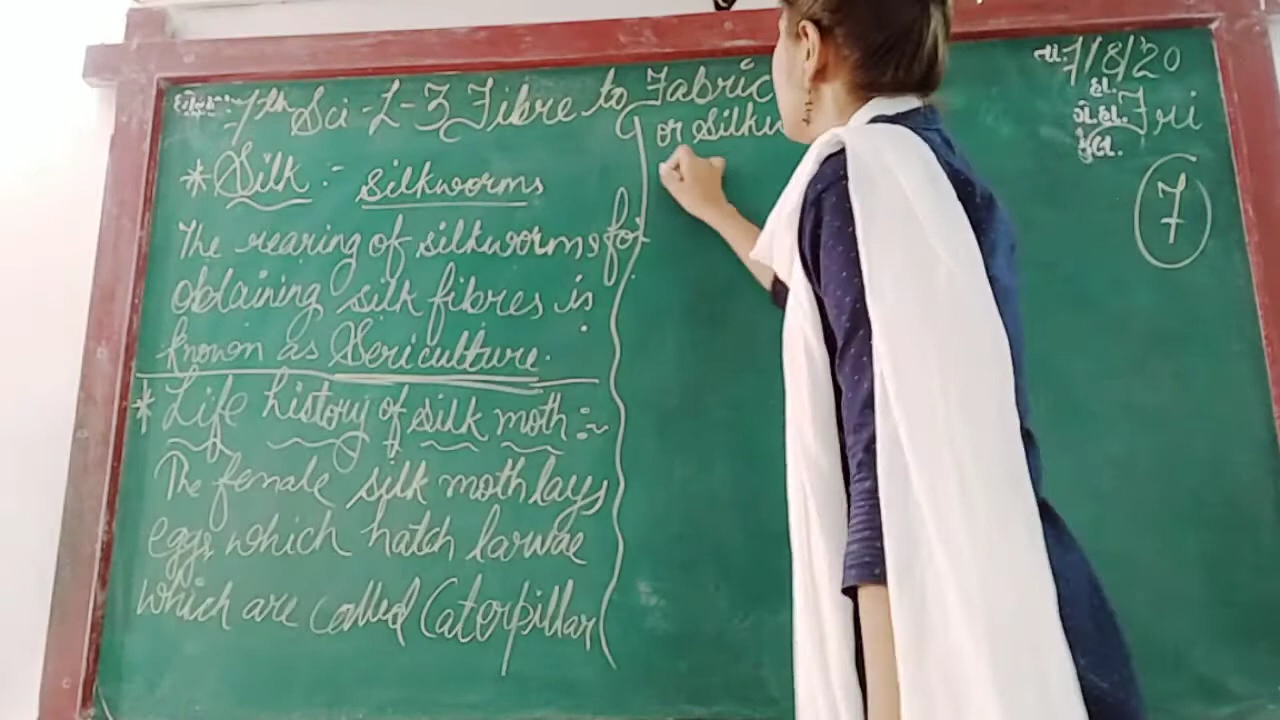 7th Sci - L-3 Fibre to Fabric
* Silk :- silkworms
The rearing of silkworms for
obtaining silk fibres is
known as Sericulture.
* Life history of silk moth :-
The female silk moth lays
eggs, which hatch larvae
which are called Caterpillar
or
તા. 7/8/20
Fri
7